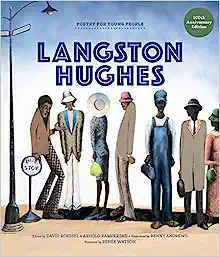 POETRY FOR YOUNG PEOPLE
LANGSTON
HUGHES
100th
Anniversary
Edition
BUS
STOP
Edited by DAVID ROESSEL & ARNOLD RAMPERSAD • Illustrated by BENNY ANDREWS
Foreword by RENÉE WATSON